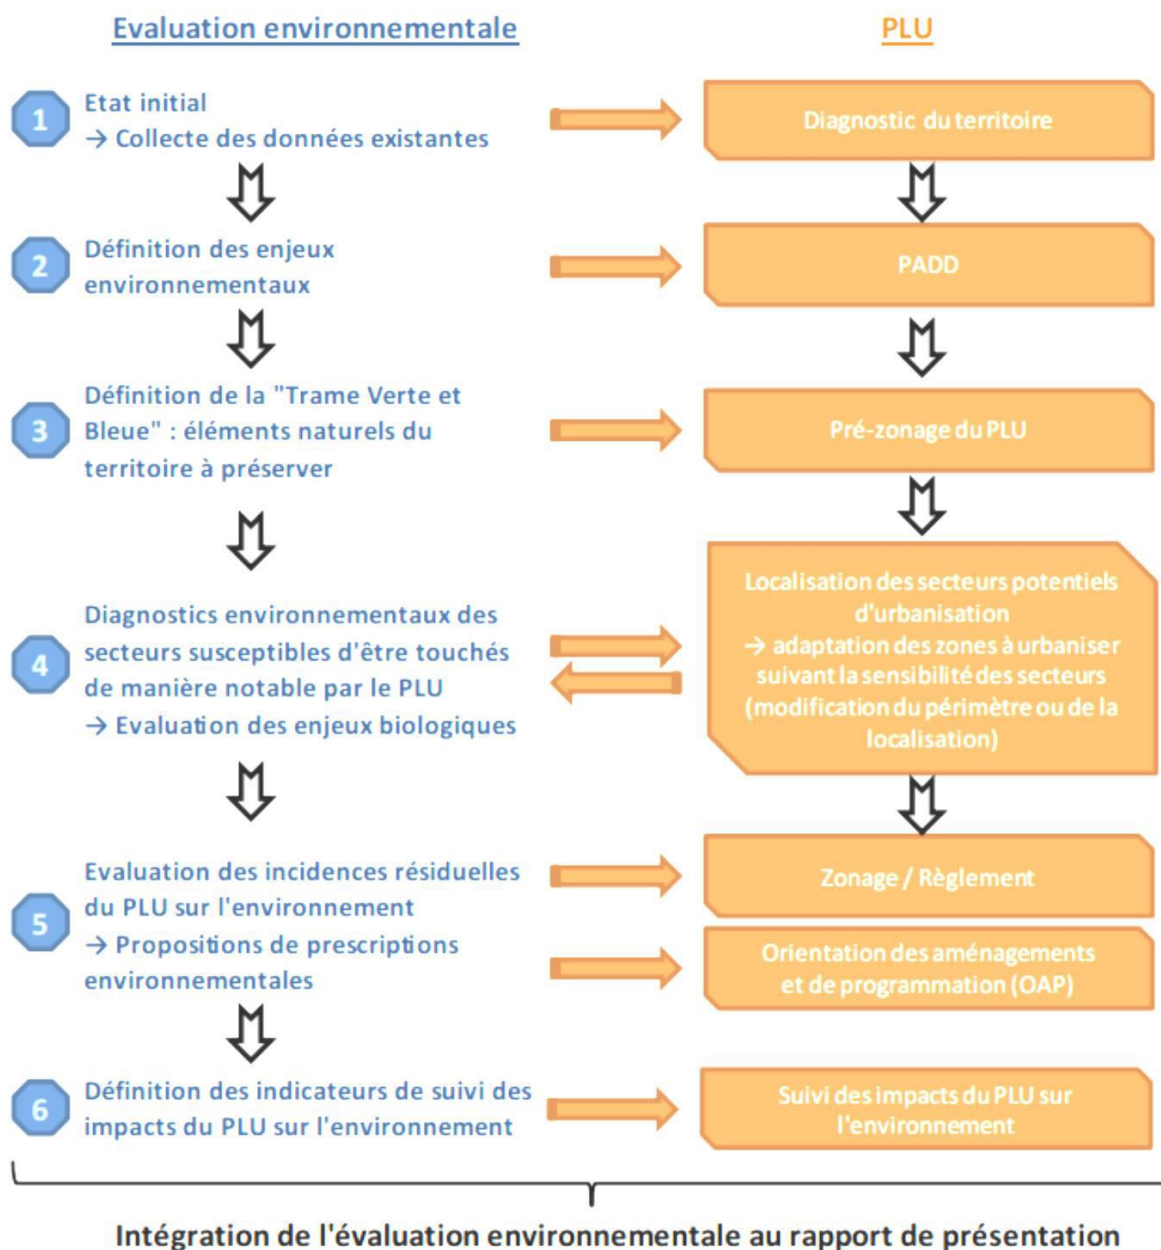 Evaluation environnementale
PLU
1
Etat initial
→ Collecte des données existantes
Diagnostic du territoire
2
Définition des enjeux
environnementaux
PADD
3
Définition de la "Trame Verte et
Bleue" : éléments naturels du
territoire à préserver
Pré-zonage du PLU
4
Diagnostics environnementaux des
secteurs susceptibles d'être touchés
de manière notable par le PLU
→ Evaluation des enjeux biologiques
Localisation des secteurs potentiels
d'urbanisation
→ adaptation des zones à urbaniser
suivant la sensibilité des secteurs
(modification du périmètre ou de la
localisation)
5
Evaluation des incidences résiduelles
du PLU sur l'environnement
→ Propositions de prescriptions
environnementales
Zonage / Règlement
Orientation des aménagements
et de programmation (OAP)
6
Définition des indicateurs de suivi des
impacts du PLU sur l'environnement
Suivi des impacts du PLU sur
l'environnement
Intégration de l'évaluation environnementale au rapport de présentation